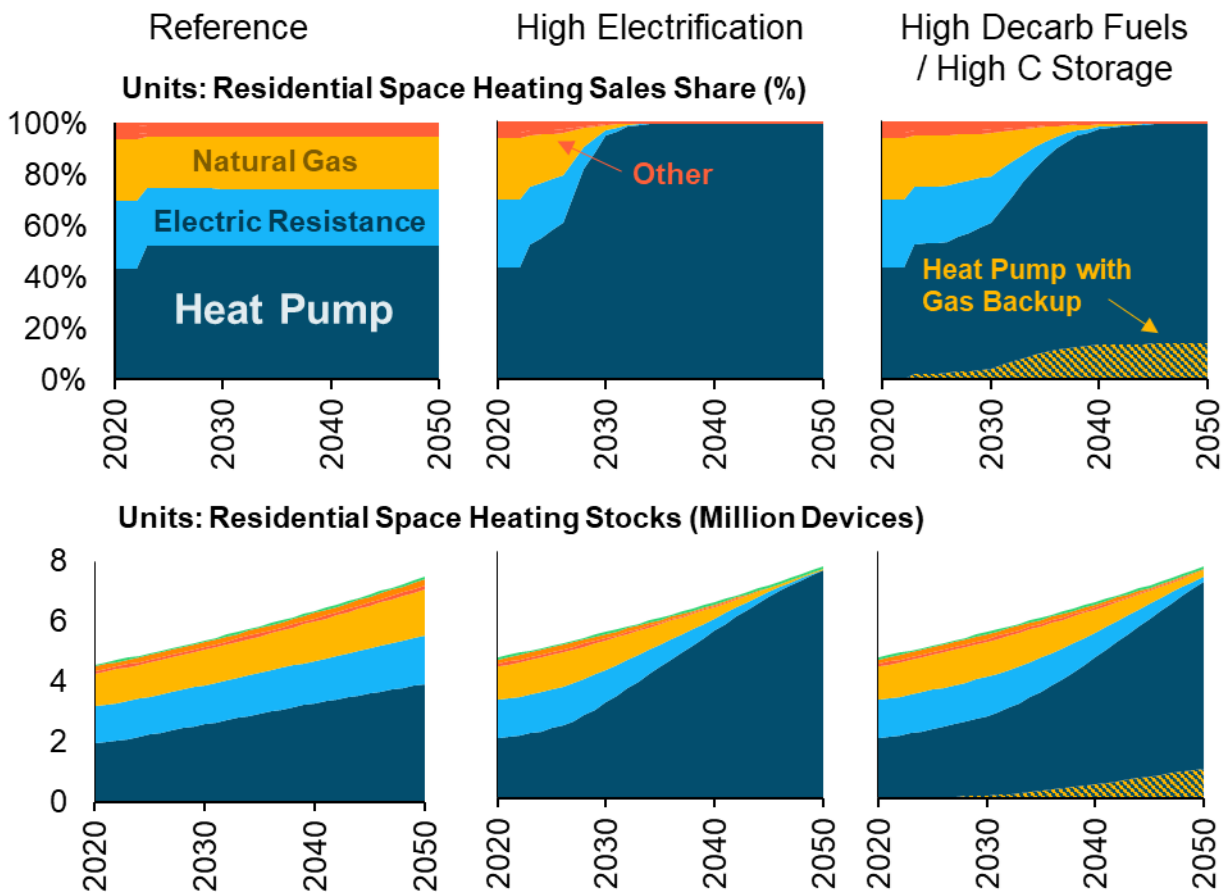 Reference
High Electrification
High Decarb Fuels
/ High C Storage
Units: Residential Space Heating Sales Share (%)
100%
80%
60%
40%
20%
0%
Natural Gas
Electric Resistance
Heat Pump
Other
Heat Pump with
Gas Backup
2020
2030
2040
2050
2020
2030
2040
2050
2020
2030
2040
2050
Units: Residential Space Heating Stocks (Million Devices)
8
6
4
2
0
2020
2030
2040
2050
2020
2030
2040
2050
2020
2030
2040
2050